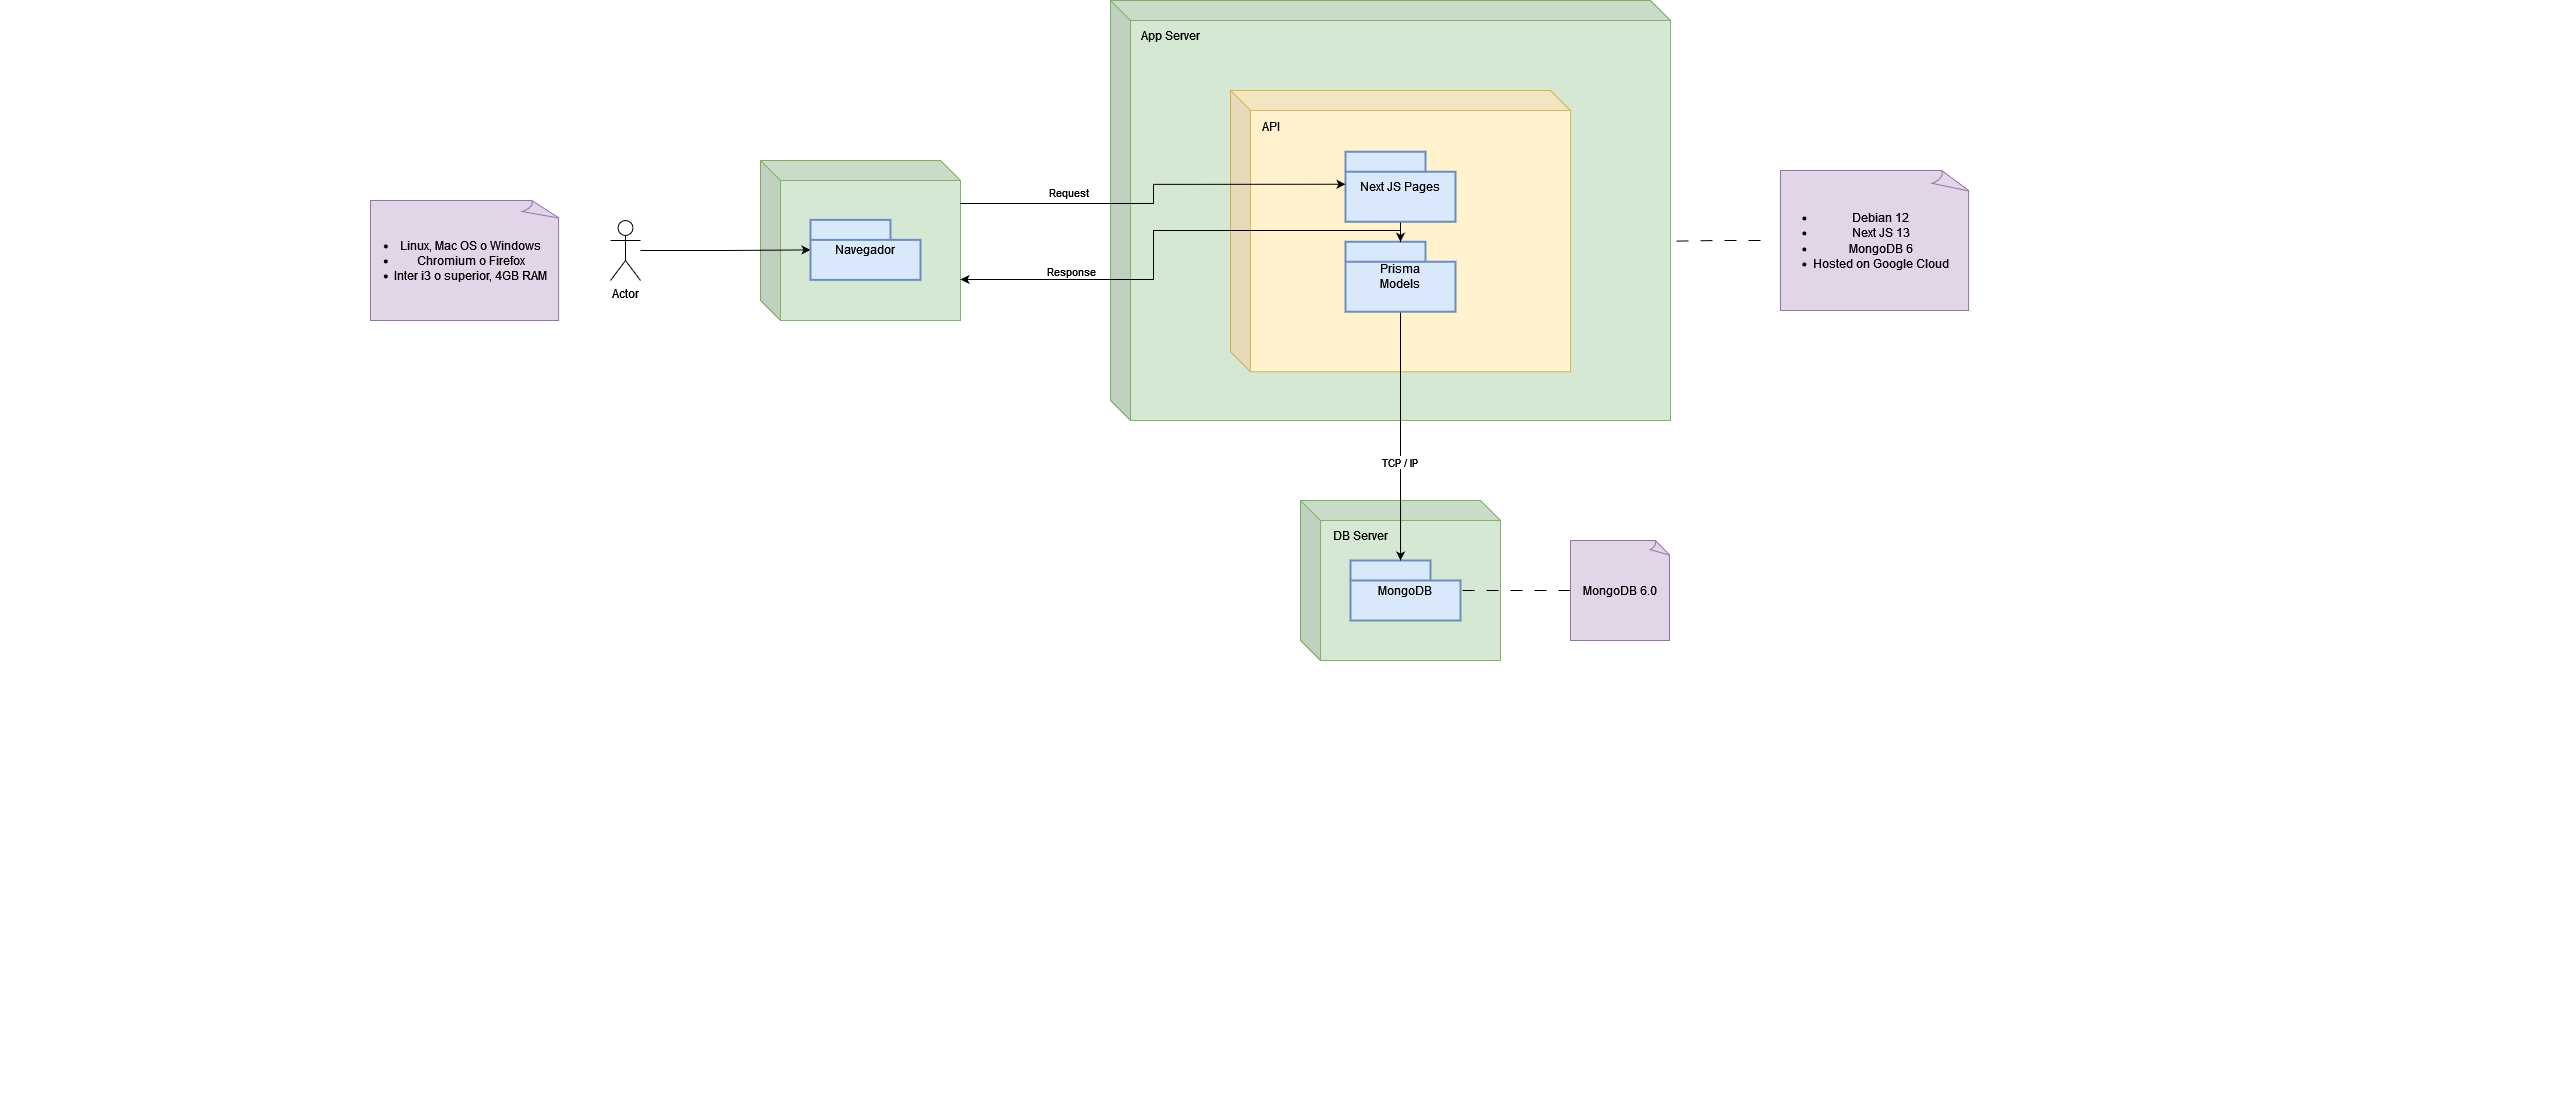 App Server
API
Next JS Pages
Request
Linux, Mac OS o Windows
Chromium o Firefox
Inter i3 o superior, 4GB RAM
Actor
Navegador
Response
Prisma
Models
Debian 12
Next JS 13
MongoDB 6
Hosted on Google Cloud
TCP / IP
DB Server
MongoDB
MongoDB 6.0